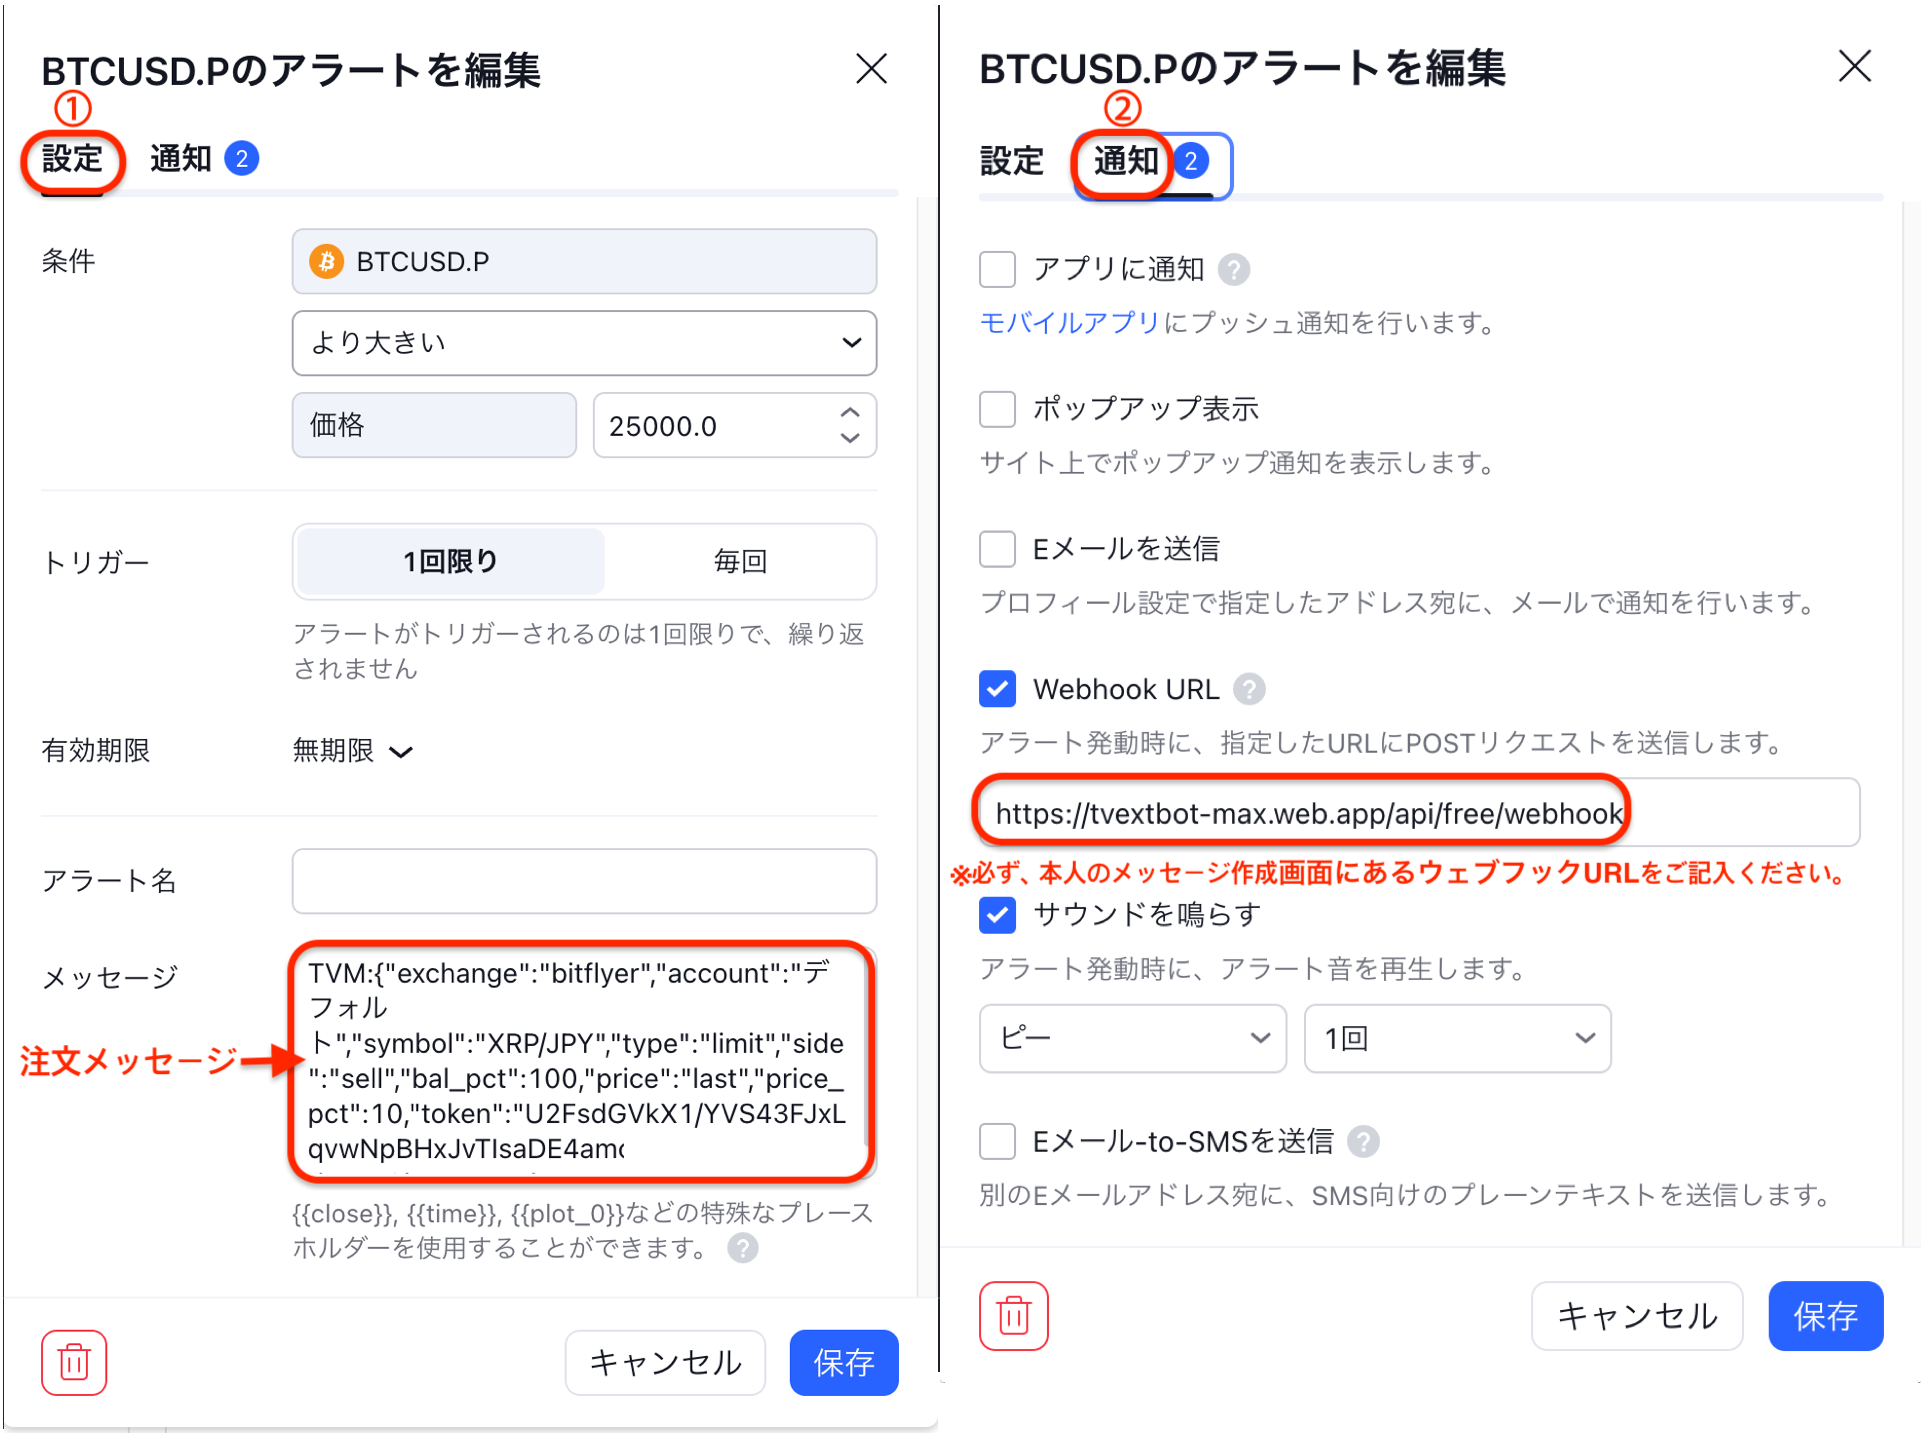 BTCUSD.Pのアラートを編集
①
設定
通知 2
条件
BTCUSD.P
より大きい
価格
25000.0
トリガー
1回限り
毎回
アラートがトリガーされるのは1回限りで、繰り返
されません
有効期限
無期限
アラート名
メッセージ
注文メッセージ
TVM:{"exchange":"bitflyer","account":"デ
フォル
ト","symbol":"XRP/JPY","type":"limit","side
":"sell","bal_pct":100,"price":"last","price_
pct":10,"token":"U2FsdGVkX1/YVS43FJxL
qvwNpBHxJvTIsaDE4amc
{{close}}, {{time}}, {{plot_0}}などの特殊なプレース
ホルダーを使用することができます。 ?
キャンセル
保存
BTCUSD.Pのアラートを編集
②
設定
通知 2
アプリに通知 ?
モバイルアプリにプッシュ通知を行います。
ポップアップ表示
サイト上でポップアップ通知を表示します。
Eメールを送信
プロフィール設定で指定したアドレス宛に、メールで通知を行います。
Webhook URL ?
アラート発動時に、指定したURLにPOSTリクエストを送信します。
https://tvextbot-max.web.app/api/free/webhook
※必ず、本人のメッセージ作成画面にあるウェブフックURLをご記入ください。
サウンドを鳴らす
アラート発動時に、アラート音を再生します。
ピー
1回
Eメール-to-SMSを送信 ?
別のEメールアドレス宛に、SMS向けのプレーンテキストを送信します。
キャンセル
保存